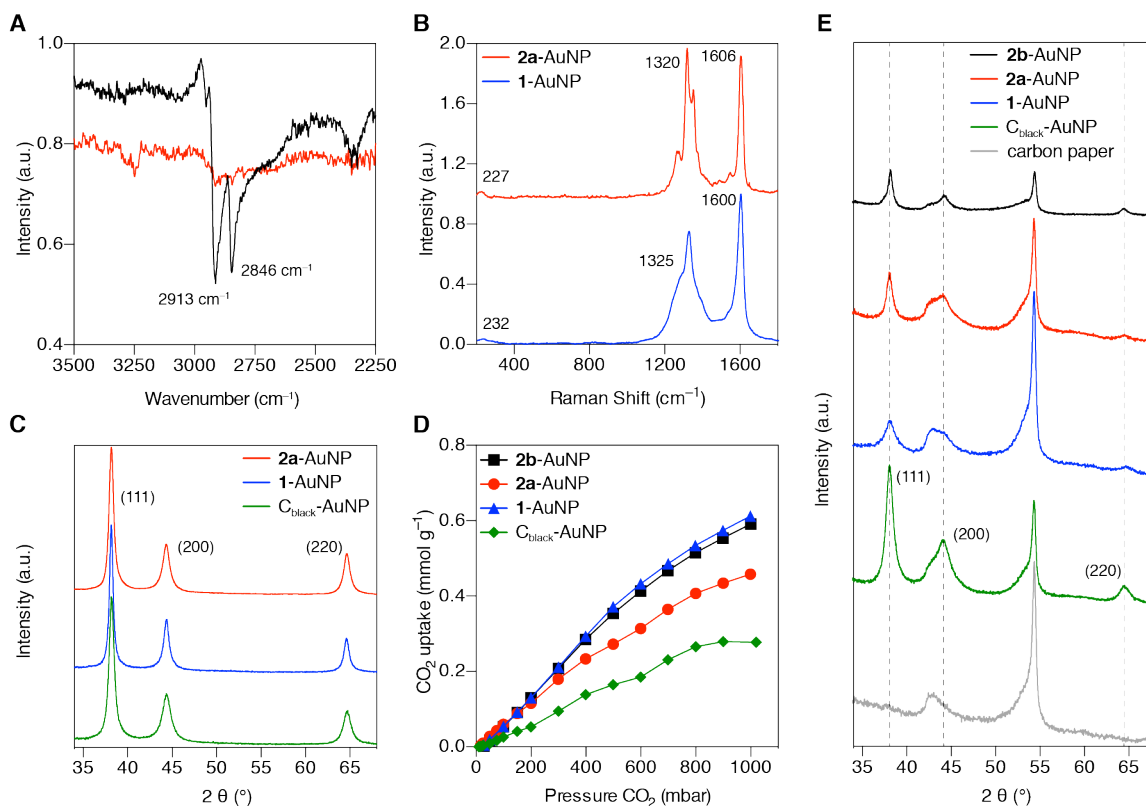 A
1.0
0.8
0.6
0.4
Intensity (a.u.)
2846 cm⁻¹
2913 cm⁻¹
3500 3250 3000 2750 2500 2250
Wavenumber (cm⁻¹)
B
2.0
1.6
1.2
0.8
0.4
0.0
Intensity (a.u.)
2a-AuNP
1-AuNP
1320
1606
227
1600
1325
232
400 800 1200 1600
Raman Shift (cm⁻¹)
C
Intensity (a.u.)
2a-AuNP
1-AuNP
C_black-AuNP
(111)
(200)
(220)
35 40 45 50 55 60 65
2 θ (°)
D
0.8
0.6
0.4
0.2
0.0
CO₂ uptake (mmol g⁻¹)
2b-AuNP
2a-AuNP
1-AuNP
C_black-AuNP
0 200 400 600 800 1000
Pressure CO₂ (mbar)
E
2b-AuNP
2a-AuNP
1-AuNP
C_black-AuNP
carbon paper
Intensity (a.u.)
(111)
(200)
(220)
35 40 45 50 55 60 65
2 θ (°)